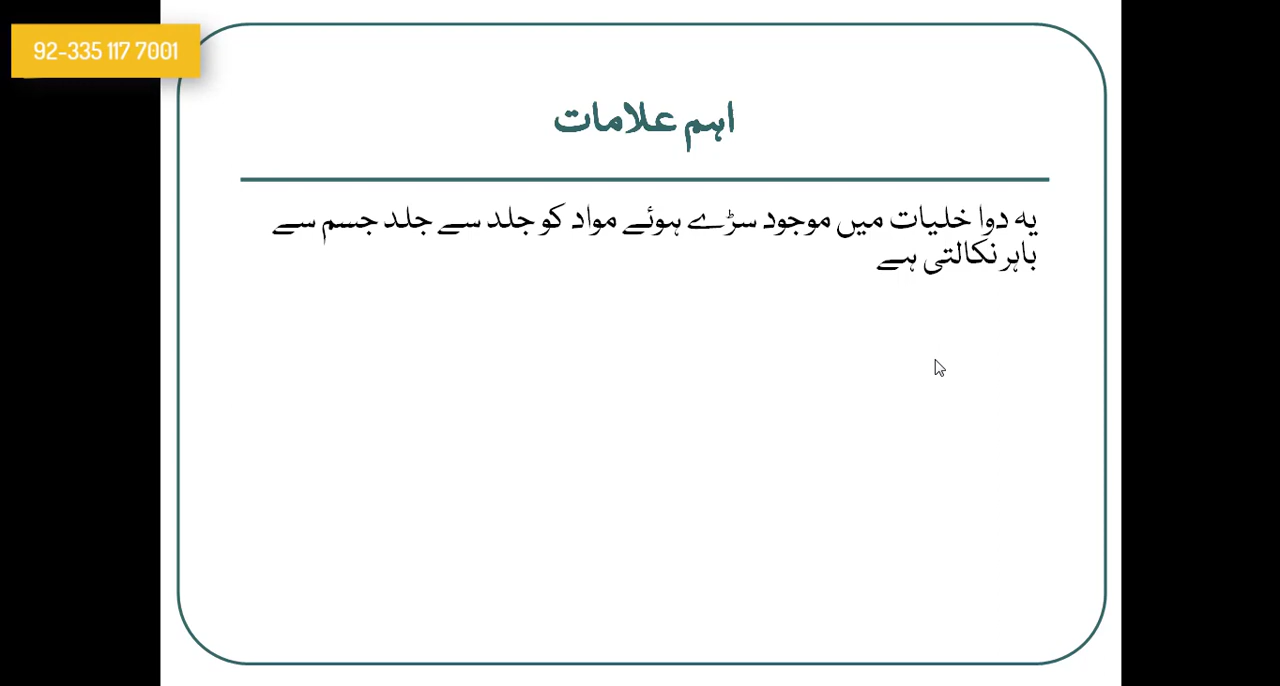 92-335 117 7001
اہم علامات
یہ دوا خلیات میں موجود سڑے ہوئے مواد کو جلد سے جلد جسم سے
باہر نکالتی ہے